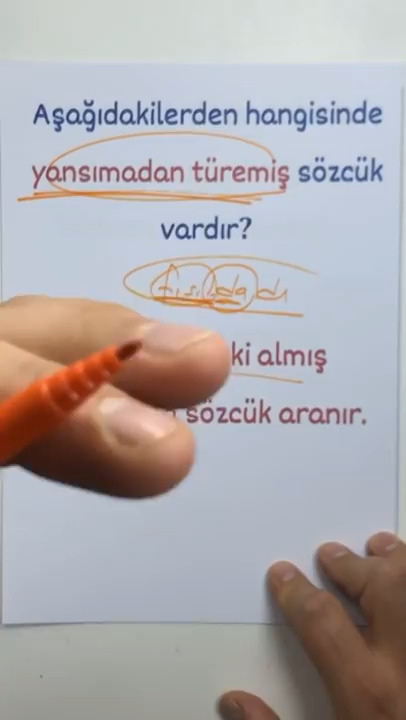 Aşağıdakilerden hangisinde
yansımadan türemiş sözcük
vardır?
fısıldadı
ki almış
sözcük aranır.